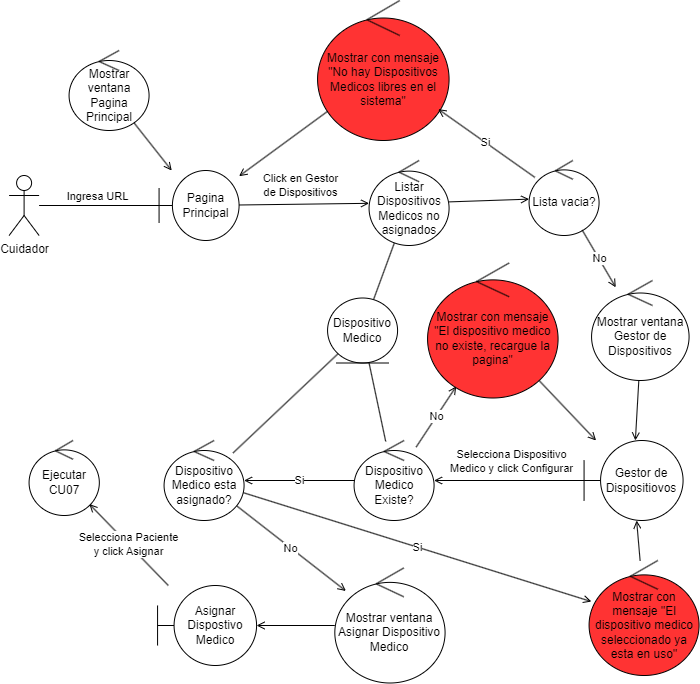 Mostrar con mensaje
"No hay Dispositivos
Medicos libres en el
sistema"
Mostrar
ventana
Pagina
Principal
Si
Click en Gestor
de Dispositivos
Ingresa URL
Pagina
Principal
Listar
Dispositivos
Medicos no
asignados
Lista vacia?
Cuidador
No
Dispositivo
Medico
Mostrar con mensaje
"El dispositivo medico
no existe, recargue la
pagina"
Mostrar ventana
Gestor de
Dispositivos
No
Selecciona Dispositivo
Medico y click Configurar
Ejecutar
CU07
Dispositivo
Medico esta
asignado?
Si
Dispositivo
Medico
Existe?
Gestor de
Dispositiovos
Selecciona Paciente
y click Asignar
No
Si
Asignar
Dispostivo
Medico
Mostrar ventana
Asignar Dispositivo
Medico
Mostrar con
mensaje "El
dispositivo medico
seleccionado ya
esta en uso"